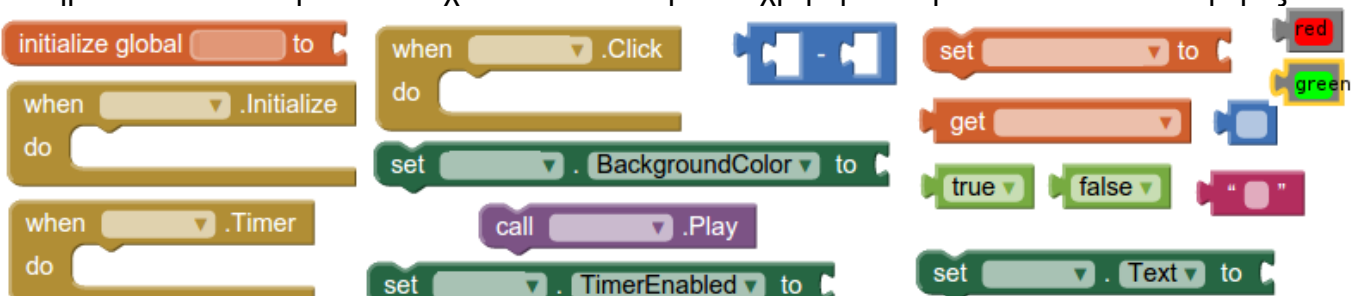 initialize global to
when .Initialize
do
when .Timer
do
when .Click
do
-
set . BackgroundColor to
call .Play
set . TimerEnabled to
set to
get
true false
“ ”
set . Text to
red
green